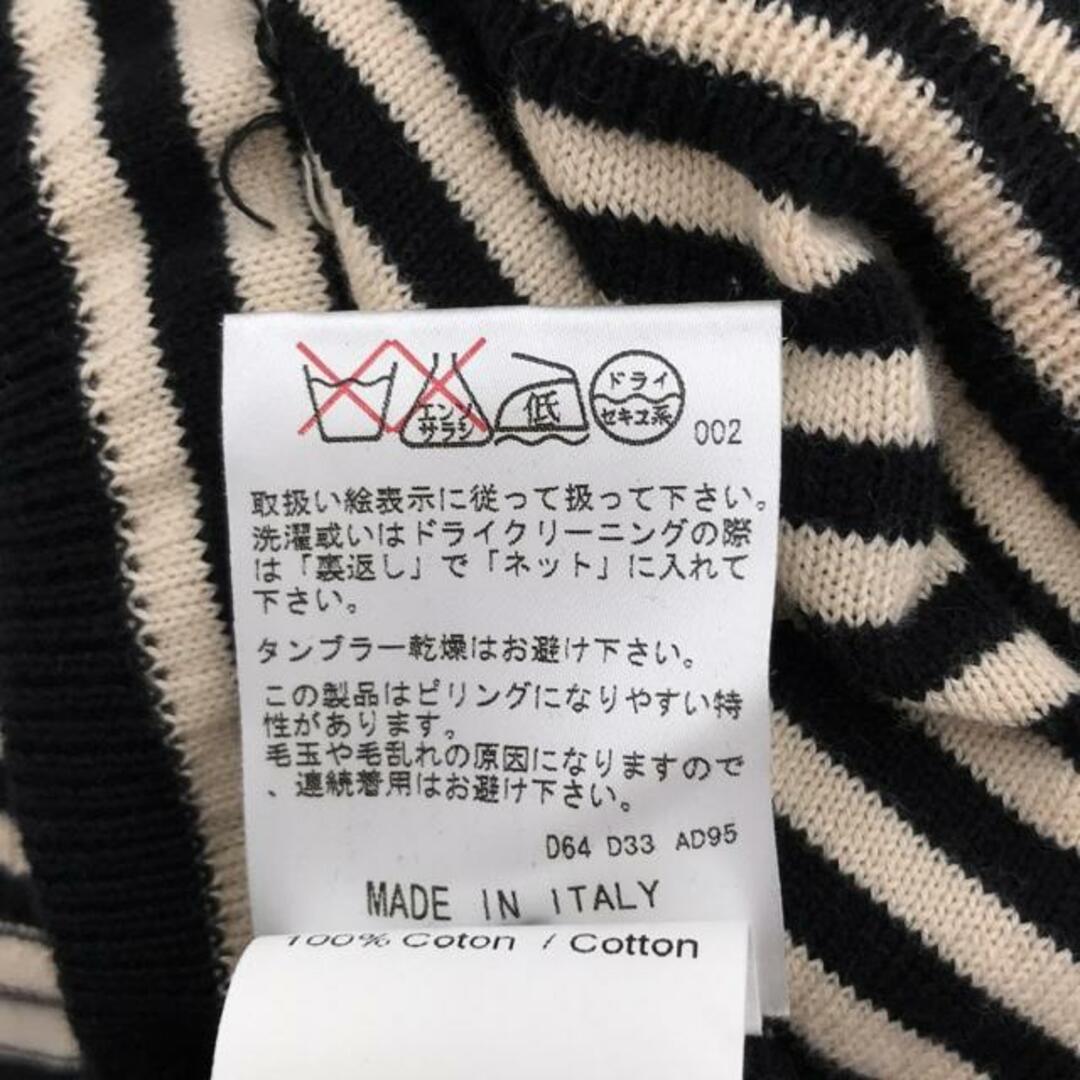 エンソ
サラシ
低
ドライ
セキユ系
002
取扱い絵表示に従って扱って下さい。
洗濯或いはドライクリーニングの際
は「裏返し」で「ネット」に入れて
下さい。
タンブラー乾燥はお避け下さい。
この製品はピリングになりやすい特
性があります。
毛玉や毛乱れの原因になりますので
、連続着用はお避け下さい。
D64 D33 AD95
MADE IN ITALY
100% Coton / Cotton